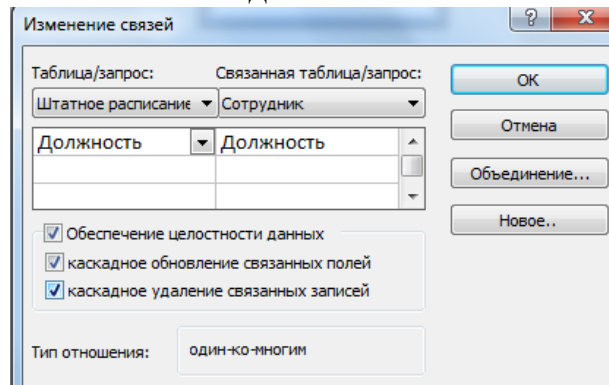 Изменение связей
Таблица/запрос: Связанная таблица/запрос:
Штатное расписание Сотрудник
Должность Должность
Обеспечение целостности данных
каскадное обновление связанных полей
каскадное удаление связанных записей
Тип отношения: один-ко-многим
ОК
Отмена
Объединение...
Новое..